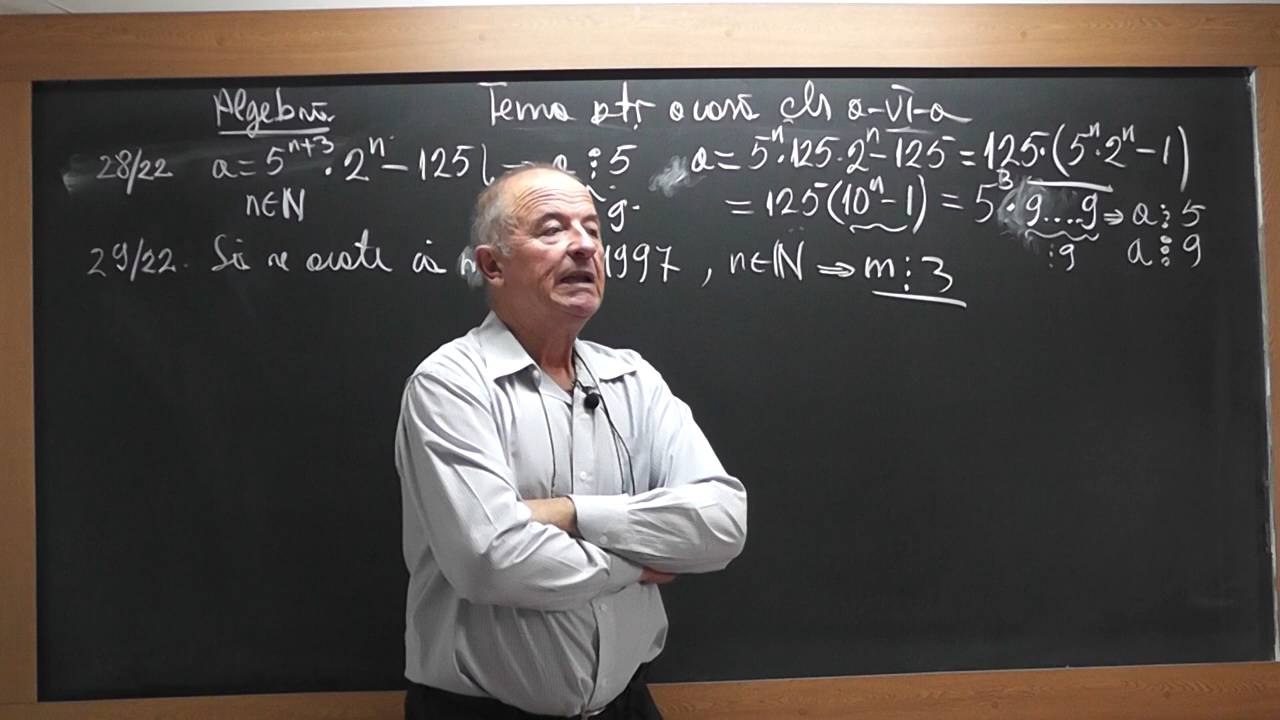 Algebră Tema ptr acasă cls a-VI-a
28/22 a = 5^{n+3} · 2^n - 125 ⋮ 5 a = 5^n · 125 · 2^n - 125 = 125 · (5^n · 2^n - 1)
n∈ℕ 9 = 125(10^n - 1) = 5^3 · 9....9 ⇒ a ⋮ 5
⋮9 a ⋮ 9
29/22. Să se arate că 1997, n∈ℕ ⇒ m ⋮ 3